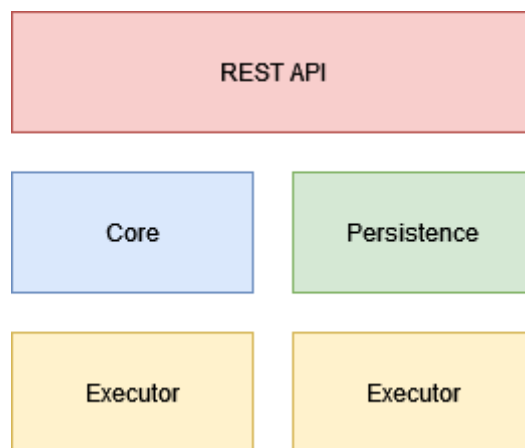 REST API
Core
Persistence
Executor
Executor